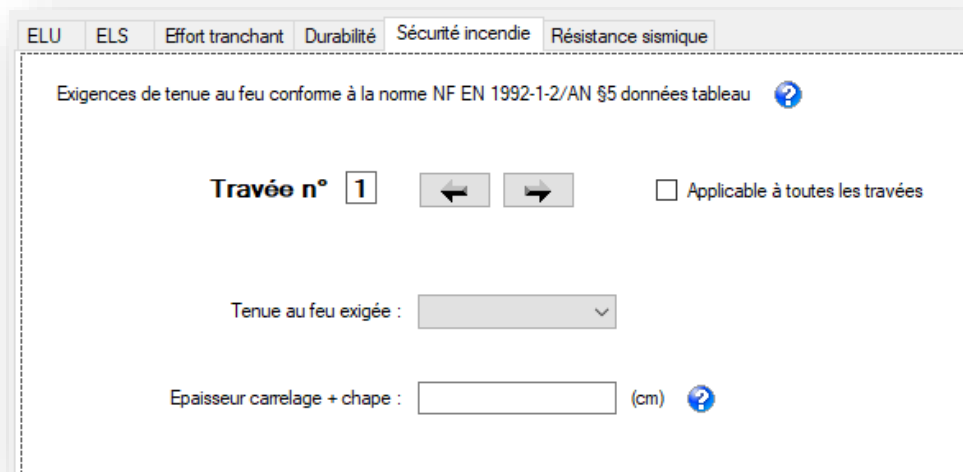 ELU ELS Effort tranchant Durabilité Sécurité incendie Résistance sismique
Exigences de tenue au feu conforme à la norme NF EN 1992-1-2/AN §5 données tableau ?
Travée n° 1 Applicable à toutes les travées
Tenue au feu exigée :
Epaisseur carrelage + chape : (cm) ?